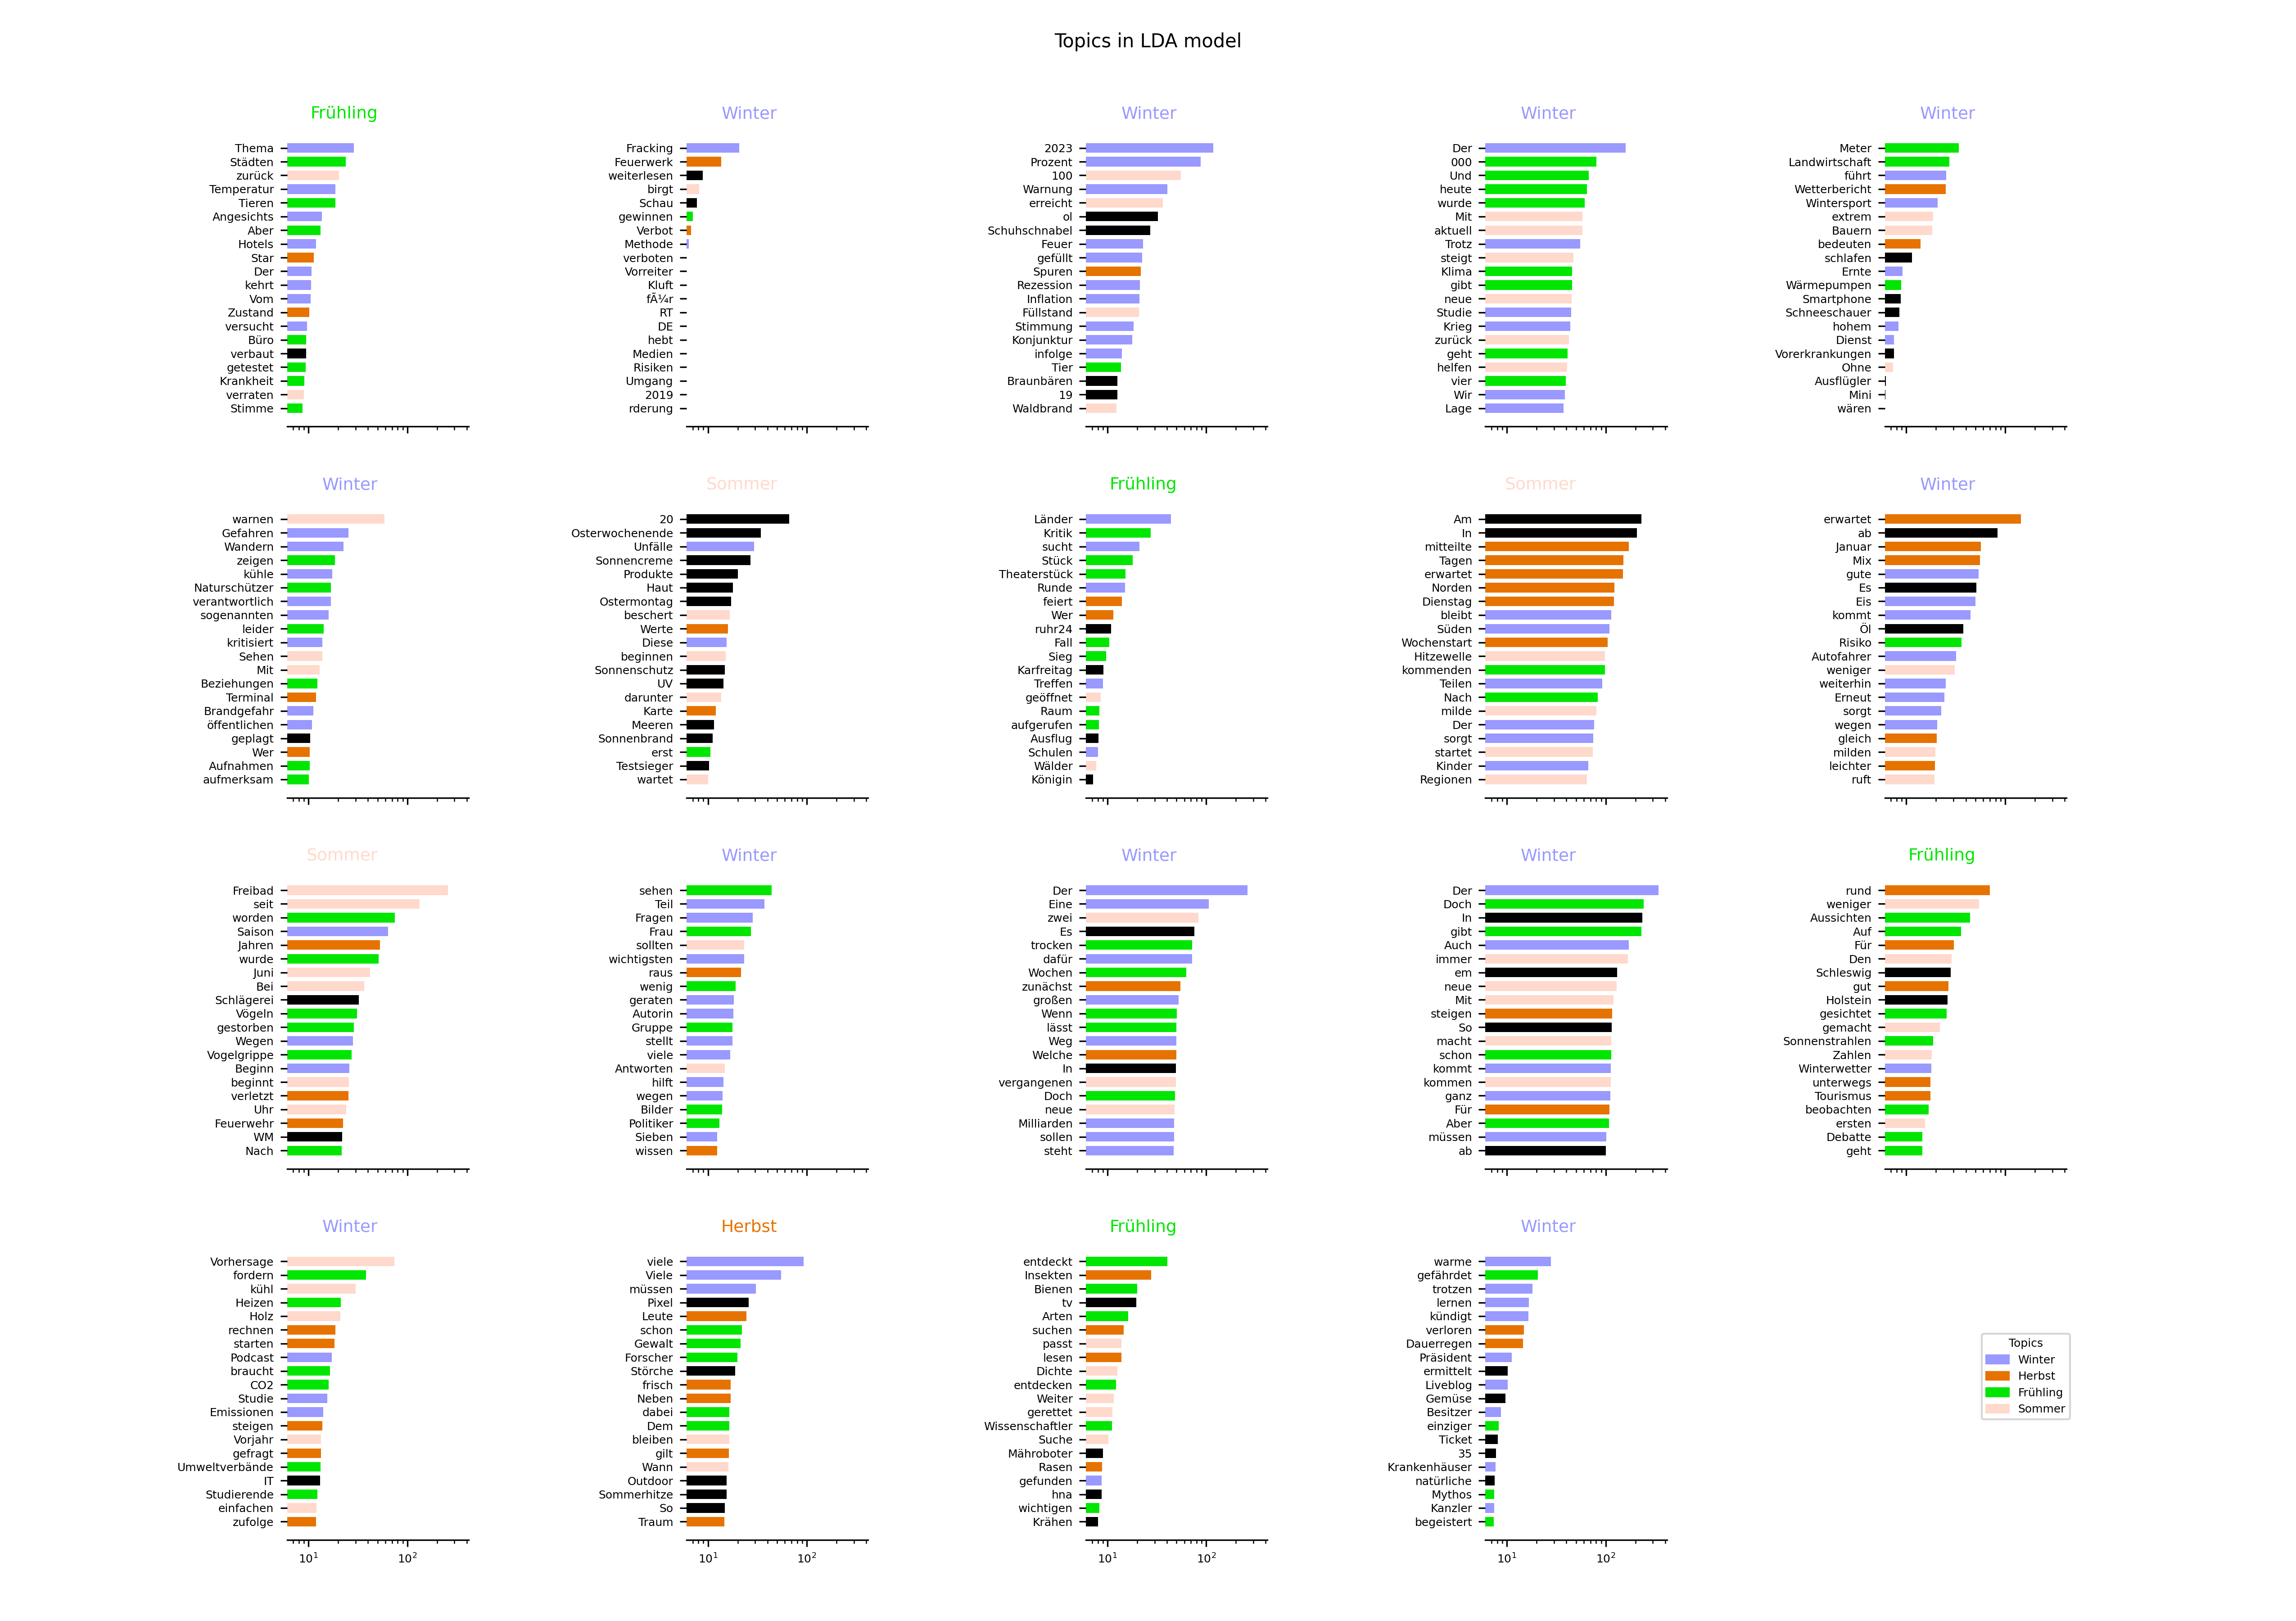 Topics in LDA model
Frühling
Thema
Städten
zurück
Temperatur
Tieren
Angesichts
Aber
Hotels
Star
Der
kehrt
Vom
Zustand
versucht
Büro
verbaut
getestet
Krankheit
verraten
Stimme
Winter
Fracking
Feuerwerk
weiterlesen
birgt
Schau
gewinnen
Verbot
Methode
verboten
Vorreiter
Kluft
fÃ¼r
RT
DE
hebt
Medien
Risiken
Umgang
2019
rderung
Winter
2023
Prozent
100
Warnung
erreicht
ol
Schuhschnabel
Feuer
gefüllt
Spuren
Rezession
Inflation
Füllstand
Stimmung
Konjunktur
infolge
Tier
Braunbären
19
Waldbrand
Winter
Der
000
Und
heute
wurde
Mit
aktuell
Trotz
steigt
Klima
gibt
neue
Studie
Krieg
zurück
geht
helfen
vier
Wir
Lage
Winter
Meter
Landwirtschaft
führt
Wetterbericht
Wintersport
extrem
Bauern
bedeuten
schlafen
Ernte
Wärmepumpen
Smartphone
Schneeschauer
hohem
Dienst
Vorerkrankungen
Ohne
Ausflügler
Mini
wären
Winter
warnen
Gefahren
Wandern
zeigen
kühle
Naturschützer
verantwortlich
sogenannten
leider
kritisiert
Sehen
Mit
Beziehungen
Terminal
Brandgefahr
öffentlichen
geplagt
Wer
Aufnahmen
aufmerksam
Sommer
20
Osterwochenende
Unfälle
Sonnencreme
Produkte
Haut
Ostermontag
beschert
Werte
Diese
beginnen
Sonnenschutz
UV
darunter
Karte
Meeren
Sonnenbrand
erst
Testsieger
wartet
Frühling
Länder
Kritik
sucht
Stück
Theaterstück
Runde
feiert
Wer
ruhr24
Fall
Sieg
Karfreitag
Treffen
geöffnet
Raum
aufgerufen
Ausflug
Schulen
Wälder
Königin
Sommer
Am
In
mitteilte
Tagen
erwartet
Norden
Dienstag
bleibt
Süden
Wochenstart
Hitzewelle
kommenden
Teilen
Nach
milde
Der
sorgt
startet
Kinder
Regionen
Winter
erwartet
ab
Januar
Mix
gute
Es
Eis
kommt
Öl
Risiko
Autofahrer
weniger
weiterhin
Erneut
sorgt
wegen
gleich
milden
leichter
ruft
Sommer
Freibad
seit
worden
Saison
Jahren
wurde
Juni
Bei
Schlägerei
Vögeln
gestorben
Wegen
Vogelgrippe
Beginn
beginnt
verletzt
Uhr
Feuerwehr
WM
Nach
Winter
sehen
Teil
Fragen
Frau
sollten
wichtigsten
raus
wenig
geraten
Autorin
Gruppe
stellt
viele
Antworten
hilft
wegen
Bilder
Politiker
Sieben
wissen
Winter
Der
Eine
zwei
Es
trocken
dafür
Wochen
zunächst
großen
Wenn
lässt
Weg
Welche
In
vergangenen
Doch
neue
Milliarden
sollen
steht
Winter
Der
Doch
In
gibt
Auch
immer
em
neue
Mit
steigen
So
macht
schon
kommt
kommen
ganz
Für
Aber
müssen
ab
Frühling
rund
weniger
Aussichten
Auf
Für
Den
Schleswig
gut
Holstein
gesichtet
gemacht
Sonnenstrahlen
Zahlen
Winterwetter
unterwegs
Tourismus
beobachten
ersten
Debatte
geht
Winter
Vorhersage
fordern
kühl
Heizen
Holz
rechnen
starten
Podcast
braucht
CO2
Studie
Emissionen
steigen
Vorjahr
gefragt
Umweltverbände
IT
Studierende
einfachen
zufolge
10¹ 10²
Herbst
viele
Viele
müssen
Pixel
Leute
schon
Gewalt
Forscher
Störche
frisch
Neben
dabei
Dem
bleiben
gilt
Wann
Outdoor
Sommerhitze
So
Traum
10¹ 10²
Frühling
entdeckt
Insekten
Bienen
tv
Arten
suchen
passt
lesen
Dichte
entdecken
Weiter
gerettet
Wissenschaftler
Suche
Mähroboter
Rasen
gefunden
hna
wichtigen
Krähen
10¹ 10²
Winter
warme
gefährdet
trotzen
lernen
kündigt
verloren
Dauerregen
Präsident
ermittelt
Liveblog
Gemüse
Besitzer
einziger
Ticket
35
Krankenhäuser
natürliche
Mythos
Kanzler
begeistert
10¹ 10²
Topics
Winter
Herbst
Frühling
Sommer